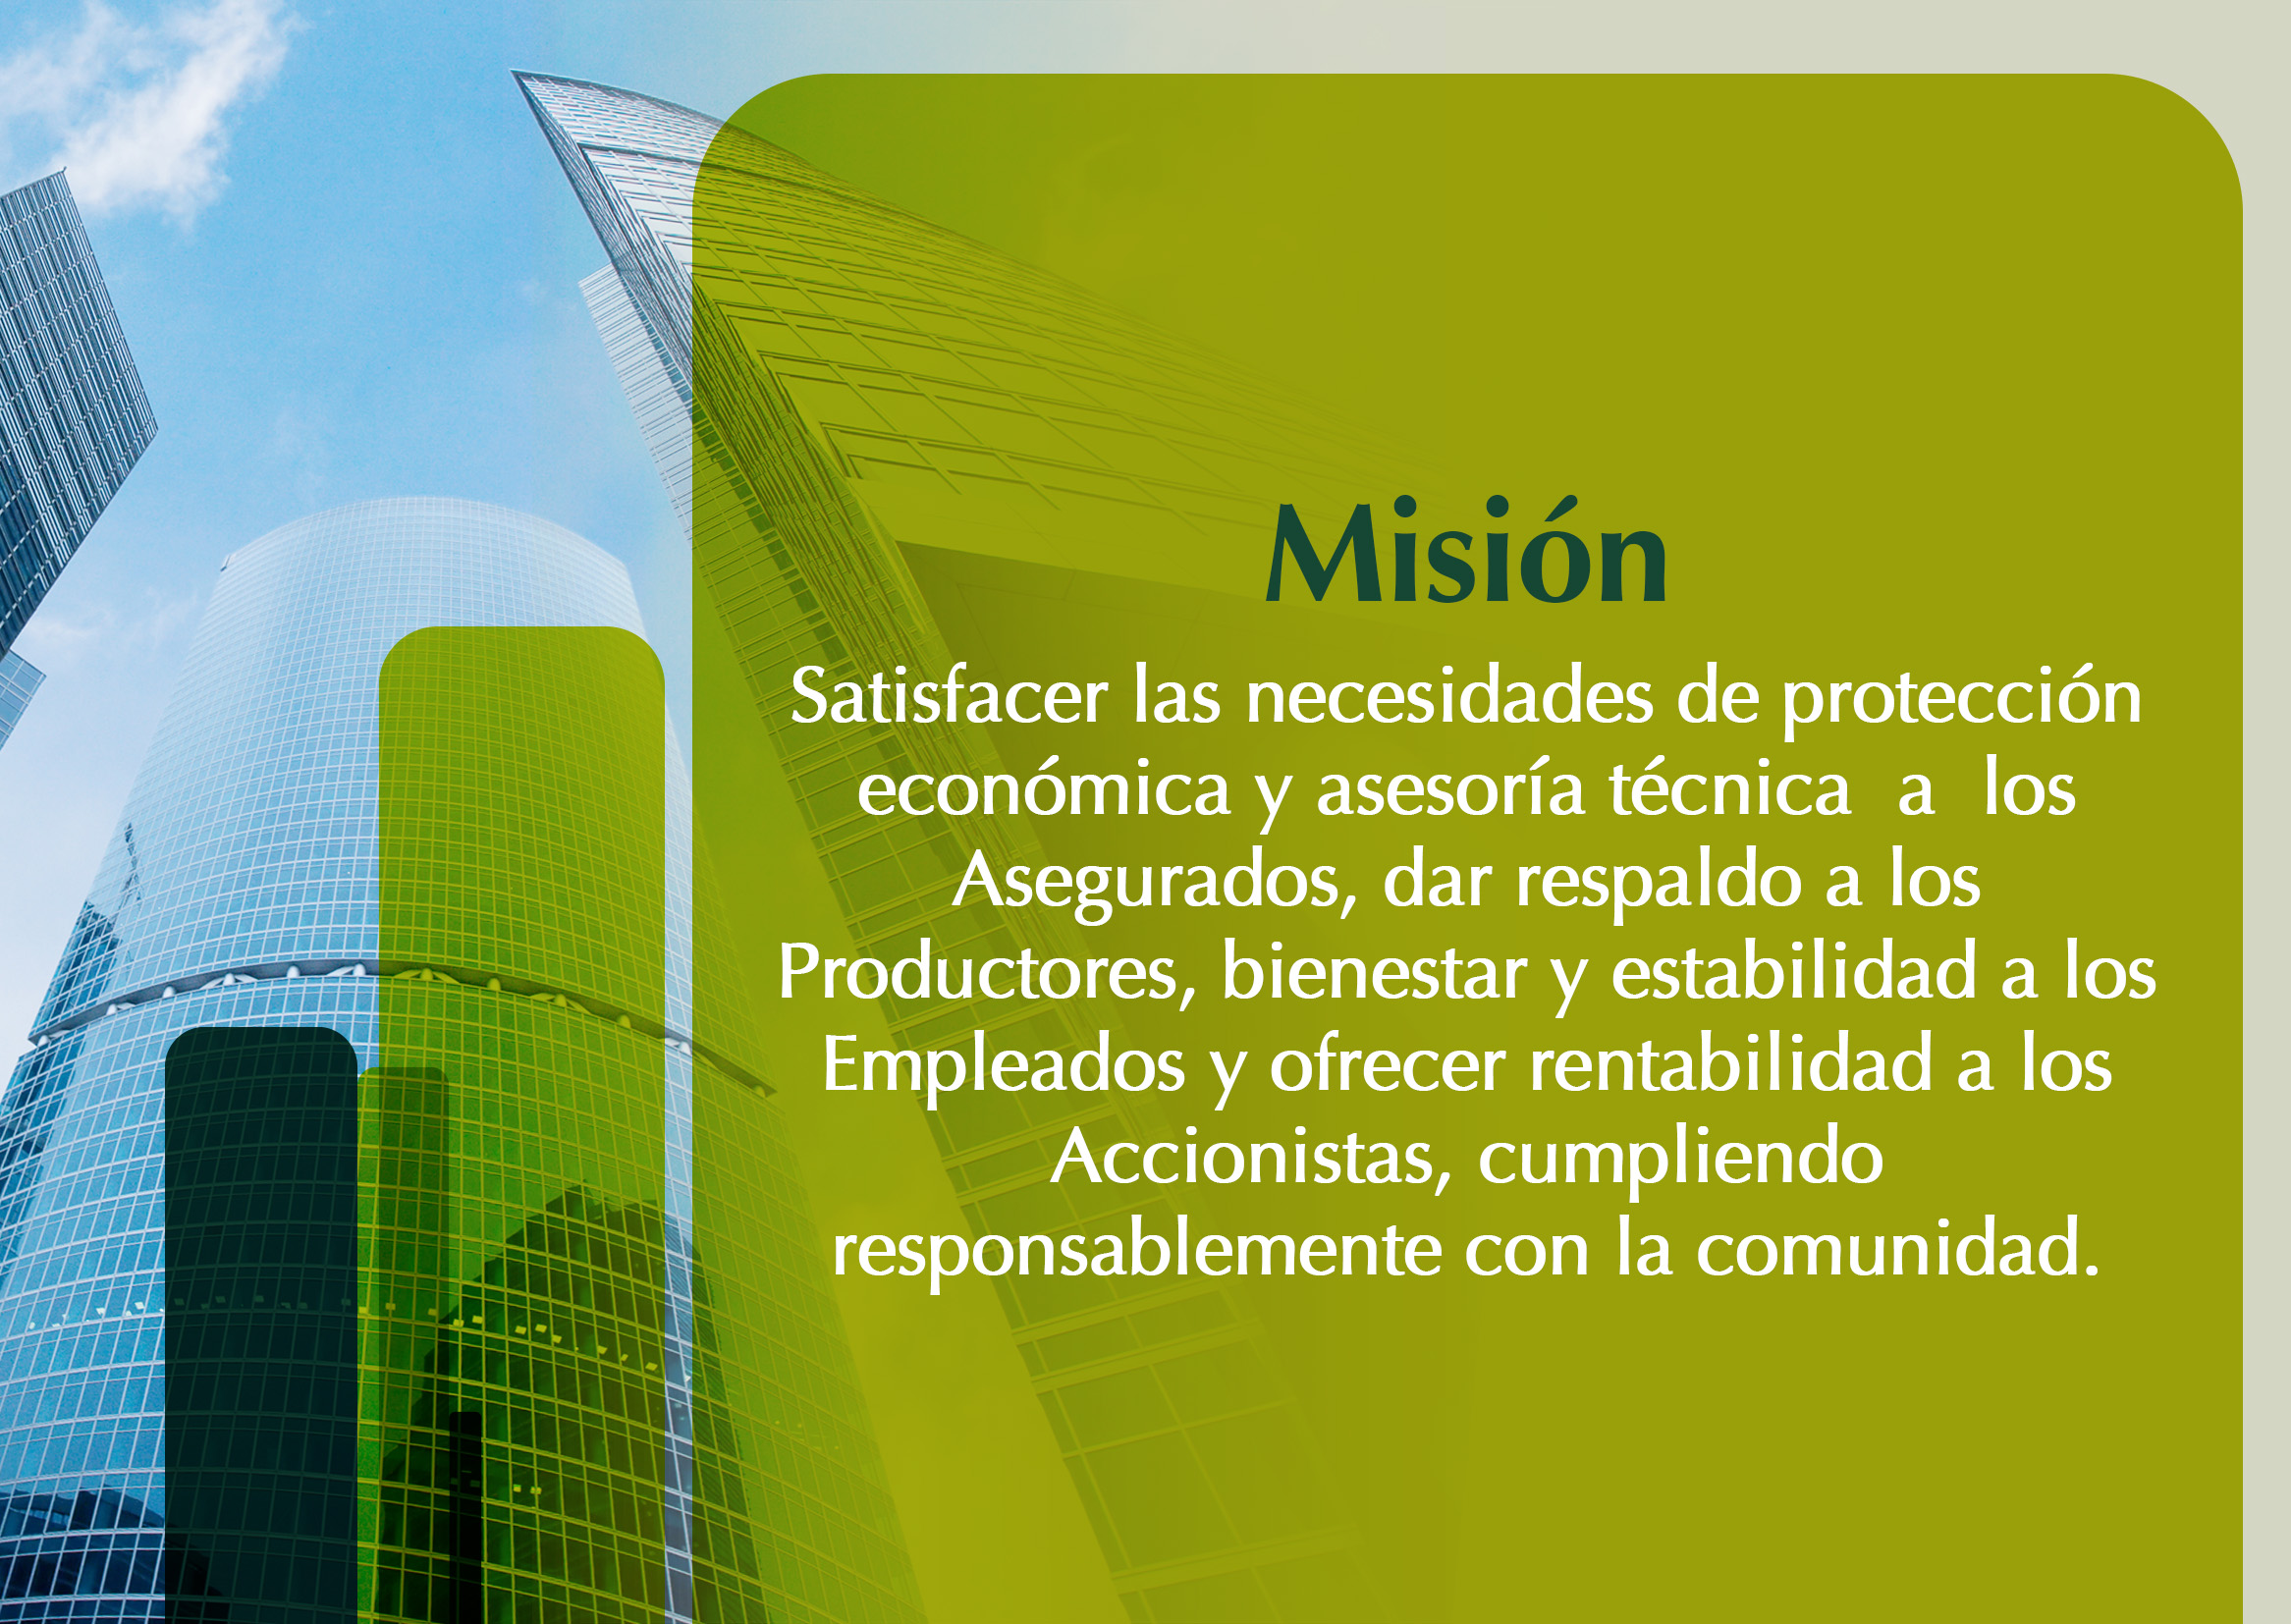 Misión
Satisfacer las necesidades de protección
económica y asesoría técnica  a  los
Asegurados, dar respaldo a los
Productores, bienestar y estabilidad a los
Empleados y ofrecer rentabilidad a los
Accionistas, cumpliendo
responsablemente con la comunidad.